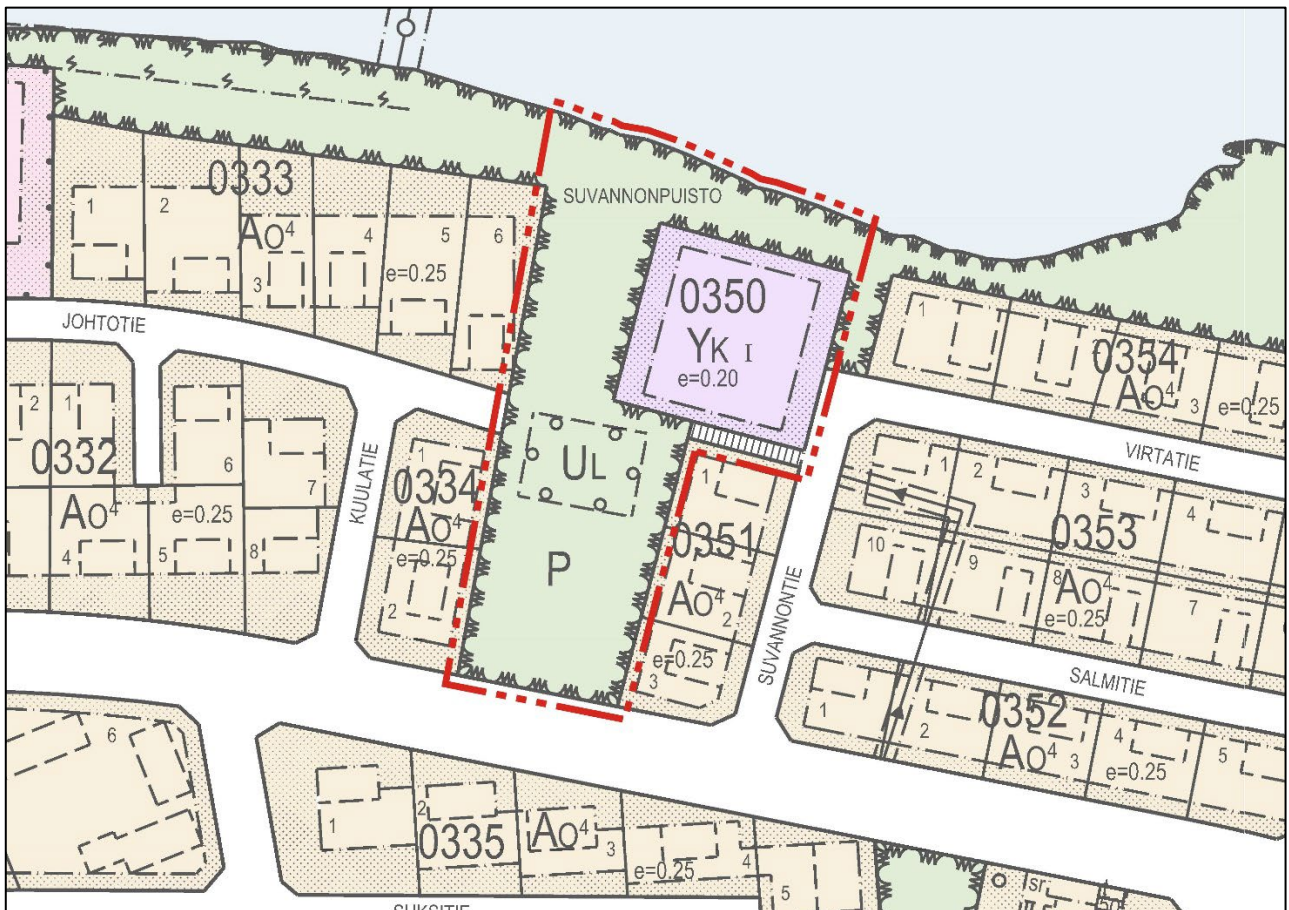 SUVANNONPUISTO
0333
AO⁴
1
2
3
4
5
6
e=0.25
0350
YK I
e=0.20
JOHTOTIE
1
0354
AO⁴
3
e=0.25
VIRTATIE
2
1
0332
AO⁴
6
7
e=0.25
4
5
8
KUULATIE
1
0334
AO⁴
e=0.25
2
UL
P
1
0351
AO⁴
2
e=0.25
3
SUVANNONTIE
1
2
3
4
0353
10
9
8
AO⁴
7
e=0.25
SALMITIE
1
2
0352
AO⁴
3
4
e=0.25
5
6
1
2
0335
AO⁴
3
e=0.25
4
5
sr